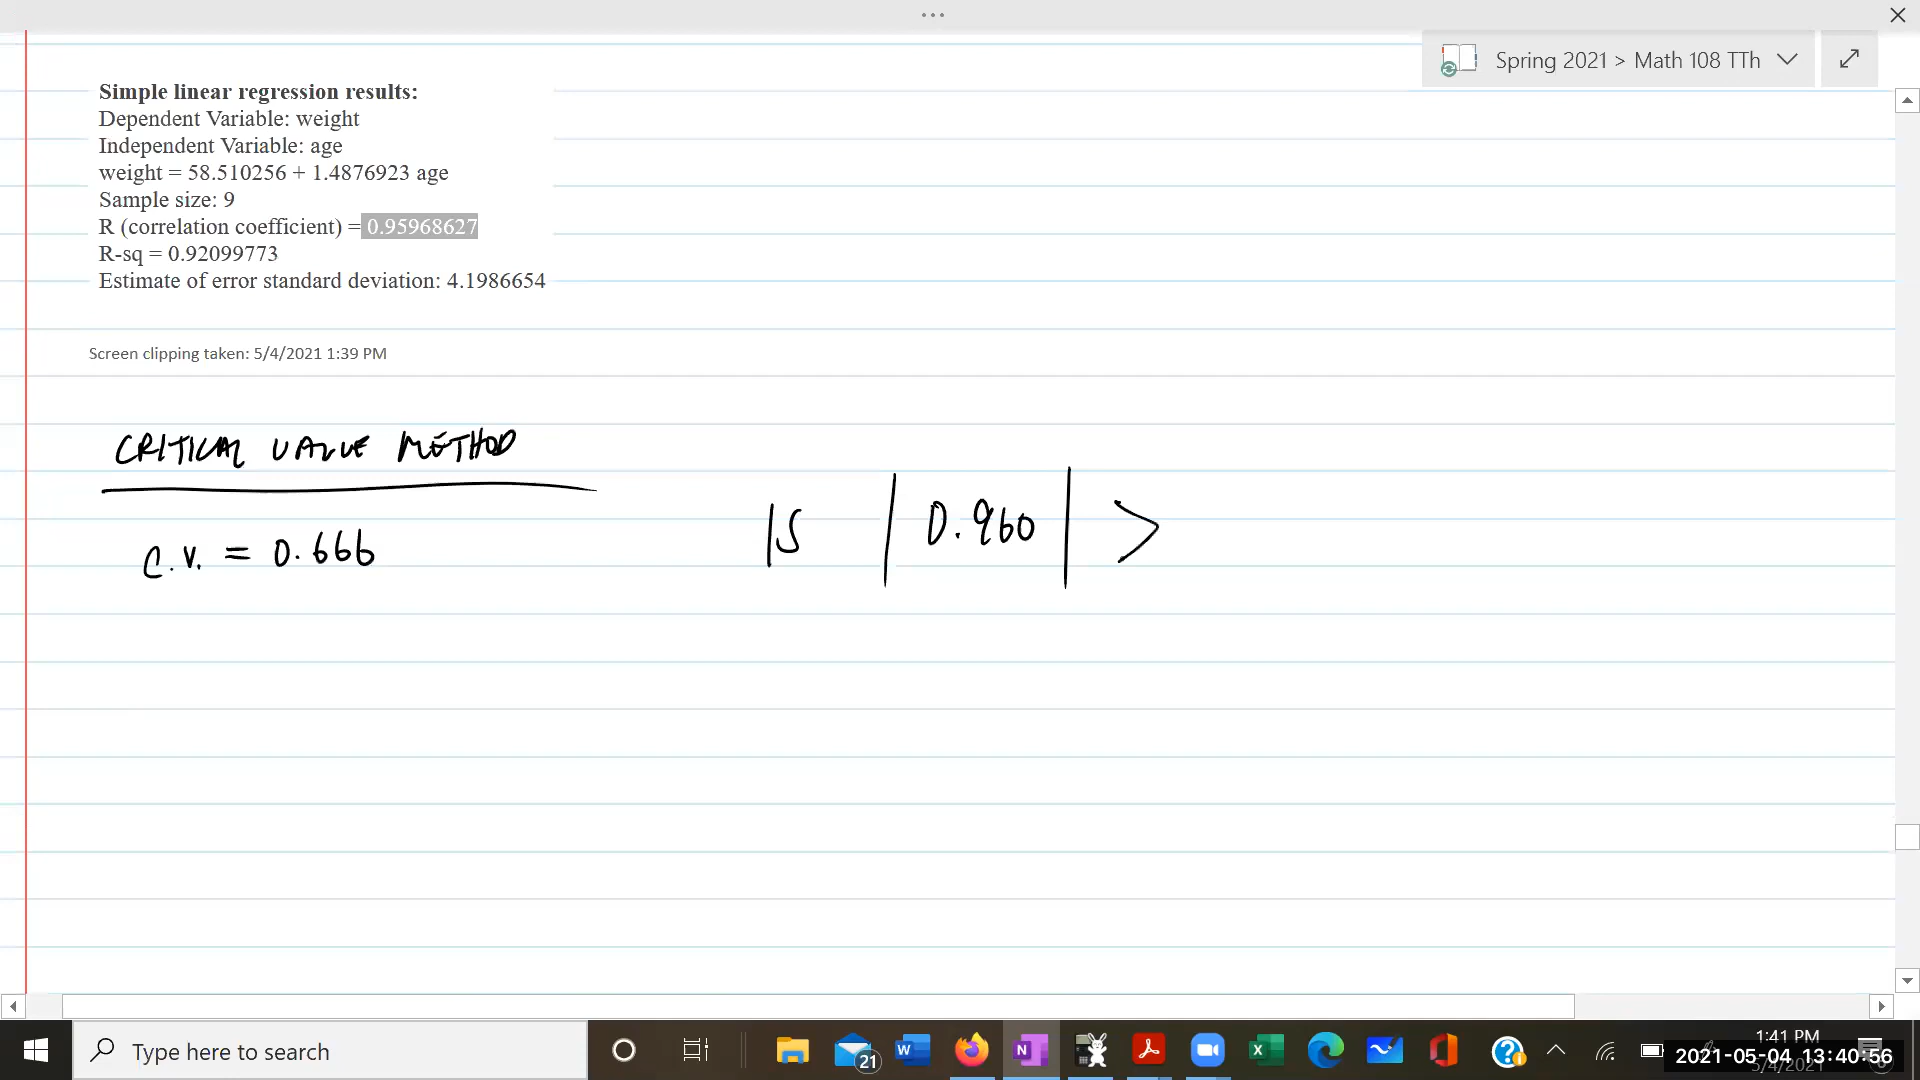 Spring 2021 > Math 108 TTh
Simple linear regression results:
Dependent Variable: weight
Independent Variable: age
weight = 58.510256 + 1.4876923 age
Sample size: 9
R (correlation coefficient) = 0.95968627
R-sq = 0.92099773
Estimate of error standard deviation: 4.1986654
Screen clipping taken: 5/4/2021 1:39 PM
CRITICAL VALUE METHOD
C.V. = 0.666
IS | 0.960 | >
Type here to search
21
1:41 PM
2021-05-04 13:40:56